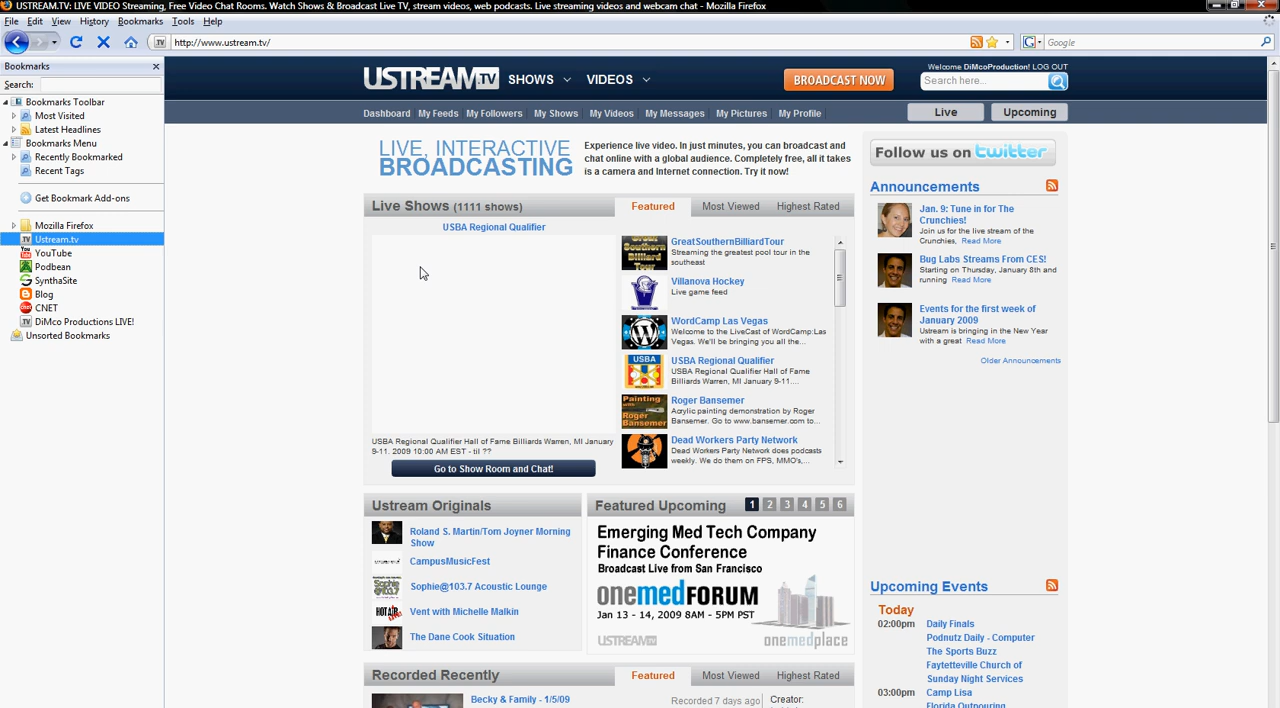 USTREAM.TV: LIVE VIDEO Streaming, Free Video Chat Rooms. Watch Shows & Broadcast Live TV, stream videos, web podcasts. Live streaming videos and webcam chat - Mozilla Firefox
File Edit View History Bookmarks Tools Help
TV http://www.ustream.tv/ G Google
Bookmarks
Search:
Bookmarks Toolbar
Most Visited
Latest Headlines
Bookmarks Menu
Recently Bookmarked
Recent Tags
Get Bookmark Add-ons
Mozilla Firefox
Ustream.tv
YouTube
Podbean
SynthaSite
Blog
CNET
DiMco Productions LIVE!
Unsorted Bookmarks
USTREAM.TV SHOWS VIDEOS BROADCAST NOW
Welcome DiMcoProduction! LOG OUT
Search here...
Dashboard My Feeds My Followers My Shows My Videos My Messages My Pictures My Profile Live Upcoming
LIVE, INTERACTIVE
BROADCASTING
Experience live video. In just minutes, you can broadcast and
chat online with a global audience. Completely free, all it takes
is a camera and Internet connection. Try it now!
Live Shows (1111 shows) Featured Most Viewed Highest Rated
USBA Regional Qualifier
USBA Regional Qualifier Hall of Fame Billiards Warren, MI January
9-11. 2009 10:00 AM EST - til ??
Go to Show Room and Chat!
Great
Southern
Billiard
Tour
GreatSouthernBilliardTour
Streaming the greatest pool tour in the
southeast
Villanova Hockey
Live game feed
WordCamp Las Vegas
Welcome to the LiveCast of WordCamp:Las
Vegas. We'll be bringing you all the...
USBA
USBA Regional Qualifier
USBA Regional Qualifier Hall of Fame
Billiards Warren, MI January 9-11....
Painting
with
Roger
Bansemer
Roger Bansemer
Acrylic painting demonstration by Roger
Bansemer. Go to www.bansemer.com to...
Dead Workers Party Network
Dead Workers Party Network does podcasts
weekly. We do them on FPS, MMO's,...
Ustream Originals
Roland S. Martin/Tom Joyner Morning
Show
CampusMusicFest
Sophie@103.7 Acoustic Lounge
HOT AIR
Vent with Michelle Malkin
The Dane Cook Situation
Featured Upcoming 1 2 3 4 5 6
Emerging Med Tech Company
Finance Conference
Broadcast Live from San Francisco
onemedFORUM
Jan 13 - 14, 2009 8AM - 5PM PST
USTREAM.TV onemedplace
Recorded Recently Featured Most Viewed Highest Rated
Becky & Family - 1/5/09 Recorded 7 days ago Creator:
Follow us on twitter
Announcements
Jan. 9: Tune in for The
Crunchies!
Join us for the live stream of the
Crunchies, Read More
Bug Labs Streams From CES!
Starting on Thursday, January 8th and
running Read More
Events for the first week of
January 2009
Ustream is bringing in the New Year
with a great Read More
Older Announcements
Upcoming Events
Today
02:00pm Daily Finals
Podnutz Daily - Computer
The Sports Buzz
Fayetteville Church of
Sunday Night Services
03:00pm Camp Lisa
Florida Outpouring